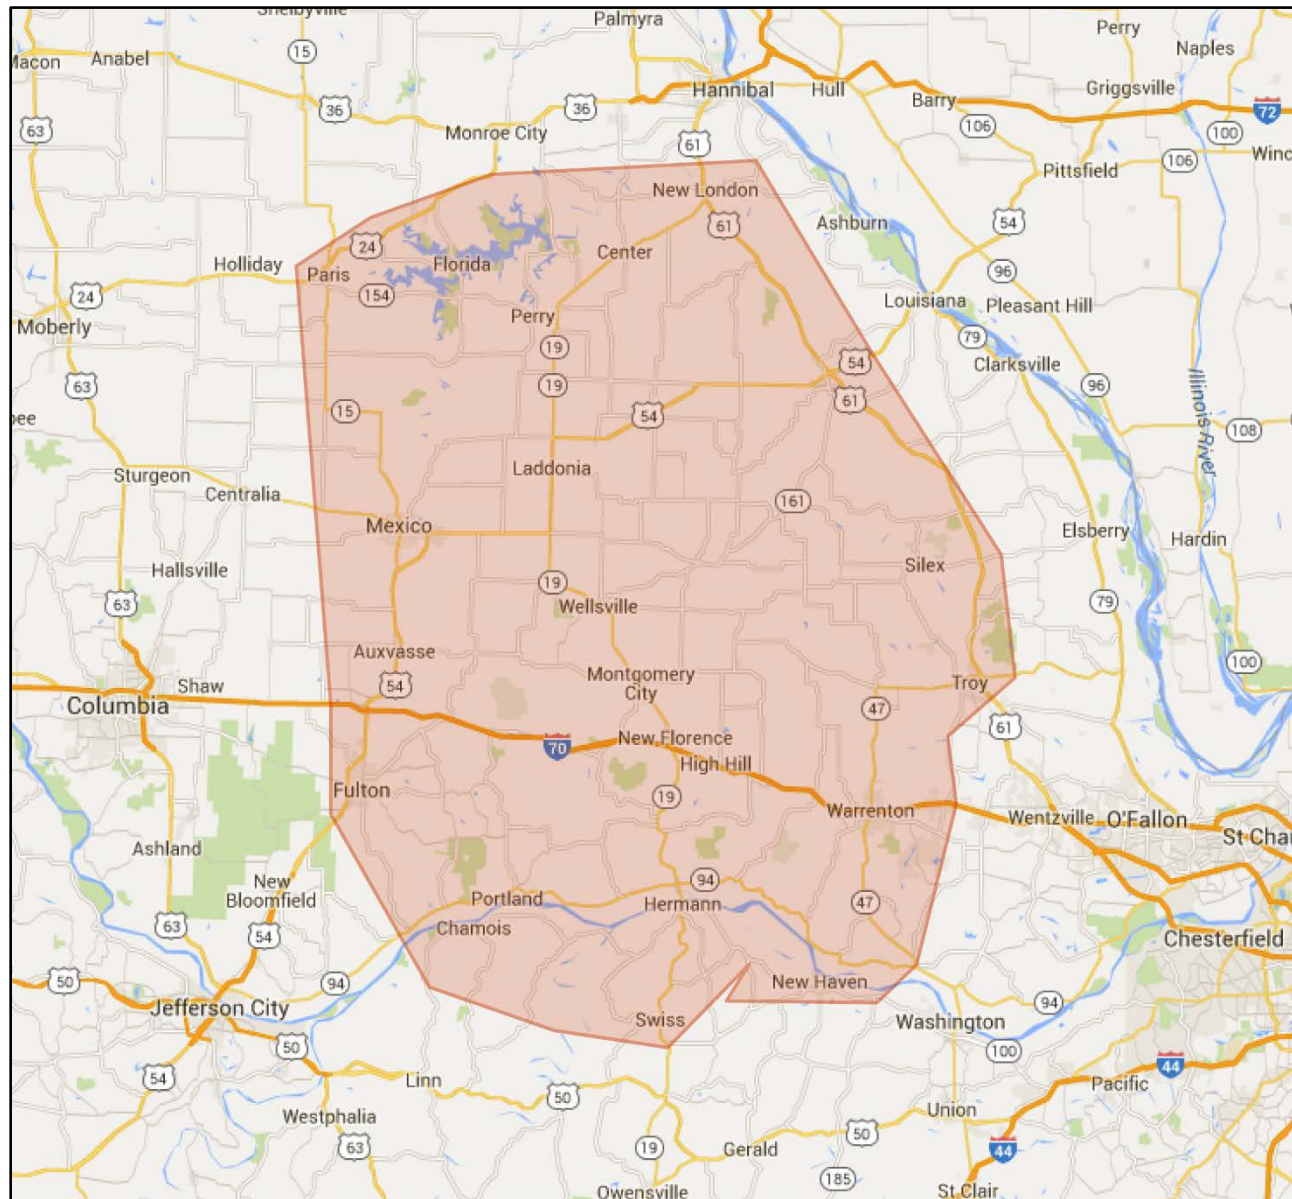 Shelbyville
Palmyra
Perry
Naples
15
Macon
Anabel
Hannibal
Hull
Griggsville
36
36
Barry
72
63
Monroe City
61
106
100
Pittsfield
106
Winc
New London
Ashburn
54
61
24
Center
Holliday
Paris
Florida
96
24
154
Louisiana
Pleasant Hill
Moberly
Perry
79
19
54
Clarksville
63
19
96
61
Illinois River
15
54
108
Sturgeon
Laddonia
Centralia
161
Mexico
Elsberry
Hardin
Hallsville
Silex
19
63
Wellsville
79
Auxvasse
100
Shaw
54
Montgomery
City
Troy
Columbia
47
61
70
New Florence
High Hill
Fulton
19
Warrenton
Wentzville
O'Fallon
St Char
Ashland
New
Bloomfield
94
Portland
Hermann
47
63
54
Chamois
Chesterfield
50
94
New Haven
94
Jefferson City
Swiss
Washington
50
100
54
Linn
50
44
Pacific
Westphalia
Union
63
50
19
Gerald
44
185
Owensville
St Clair